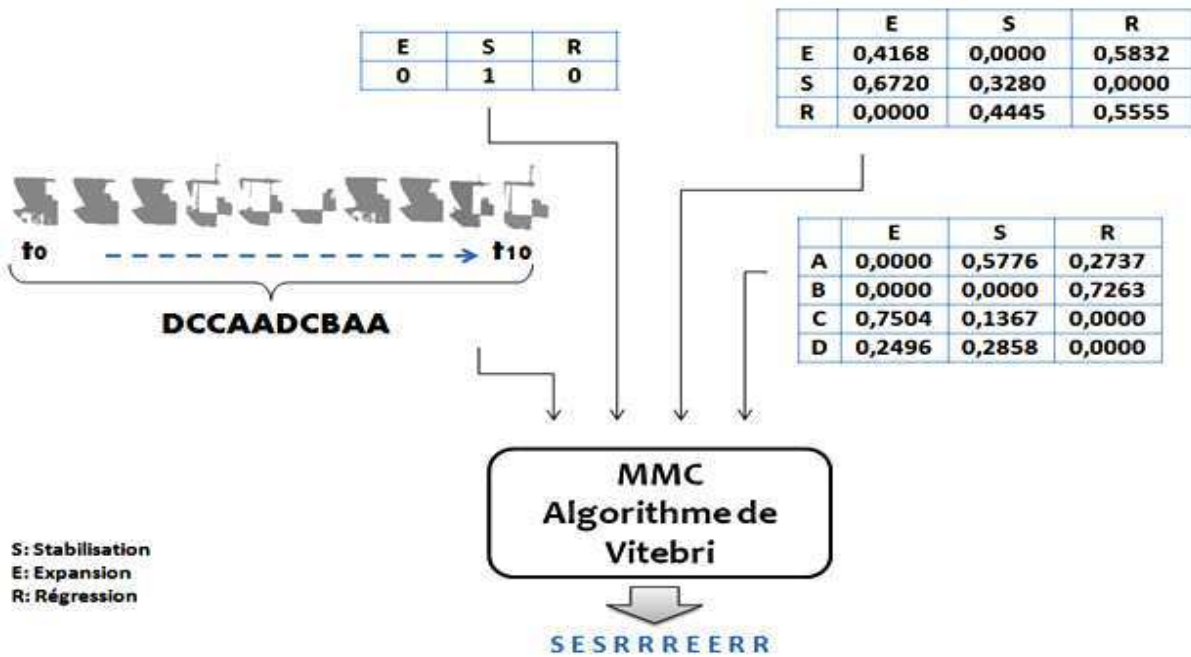 E S R
0 1 0
E S R
E 0,4168 0,0000 0,5832
S 0,6720 0,3280 0,0000
R 0,0000 0,4445 0,5555
t0 t10
DCCAADCBAA
E S R
A 0,0000 0,5776 0,2737
B 0,0000 0,0000 0,7263
C 0,7504 0,1367 0,0000
D 0,2496 0,2858 0,0000
MMC
Algorithme de
Vitebri
S: Stabilisation
E: Expansion
R: Régression
S E S R R R E E R R